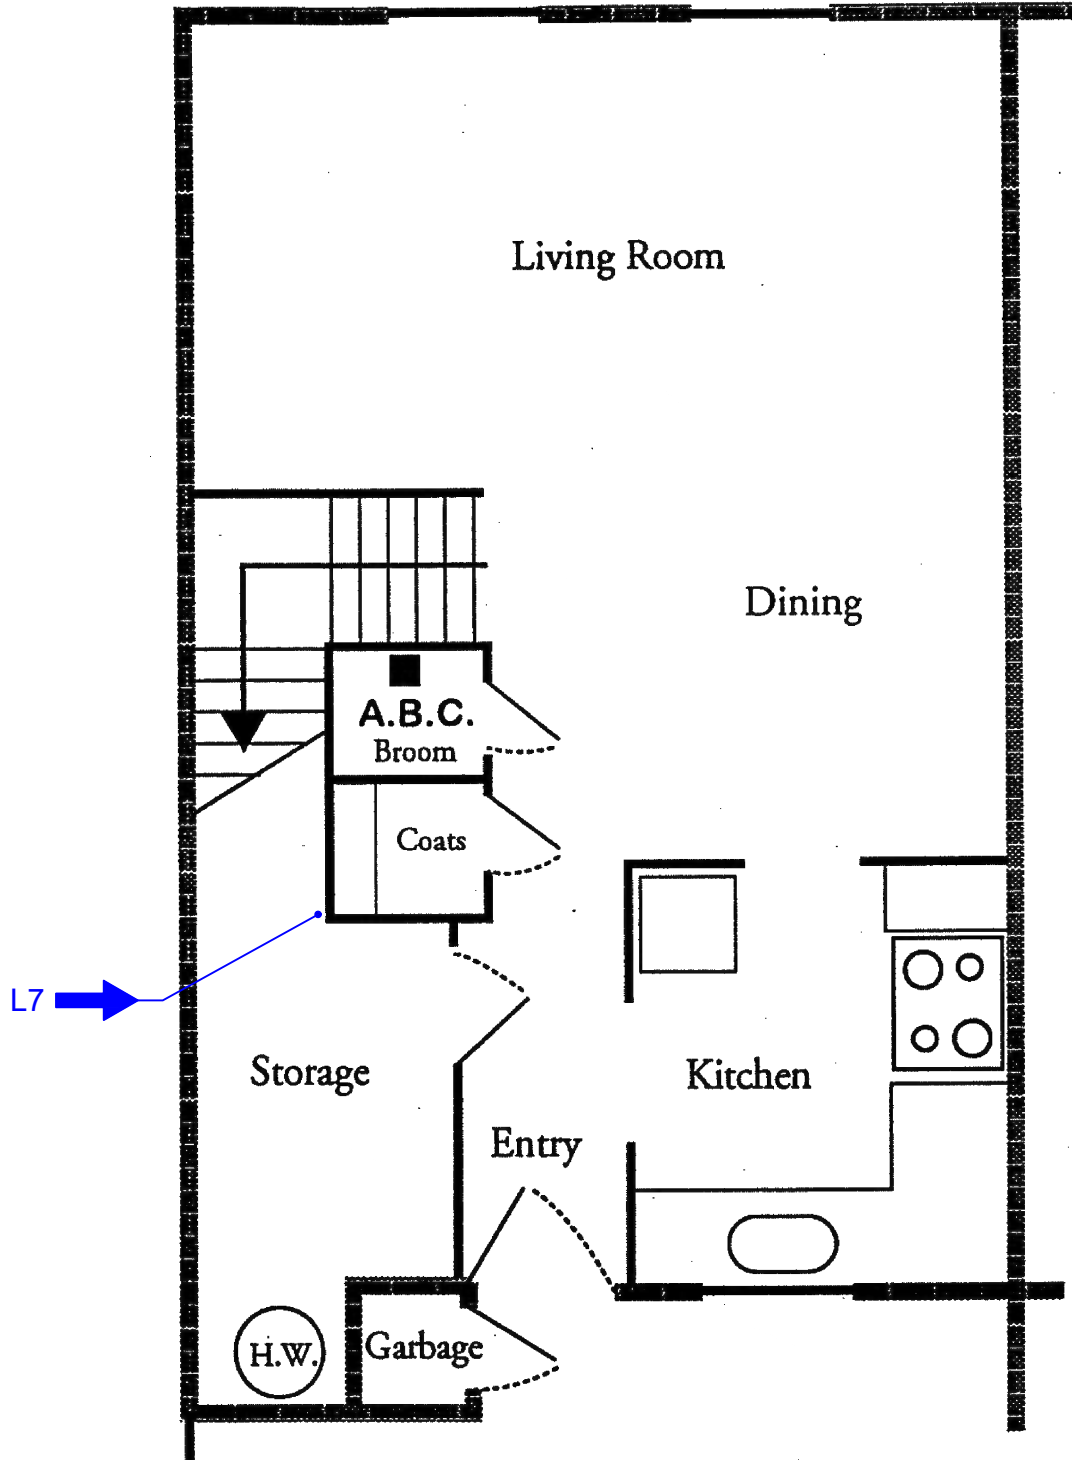 Living Room
Dining
A.B.C.
Broom
Coats
L7
Storage
Kitchen
Entry
H.W.
Garbage